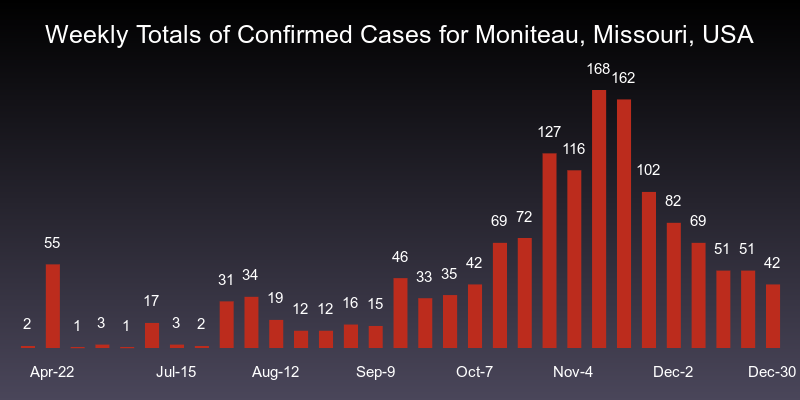 Weekly Totals of Confirmed Cases for Moniteau, Missouri, USA
2 55 1 3 1 17 3 2 31 34 19 12 12 16 15 46 33 35 42 69 72 127 116 168 162 102 82 69 51 51 42
Apr-22 Jul-15 Aug-12 Sep-9 Oct-7 Nov-4 Dec-2 Dec-30